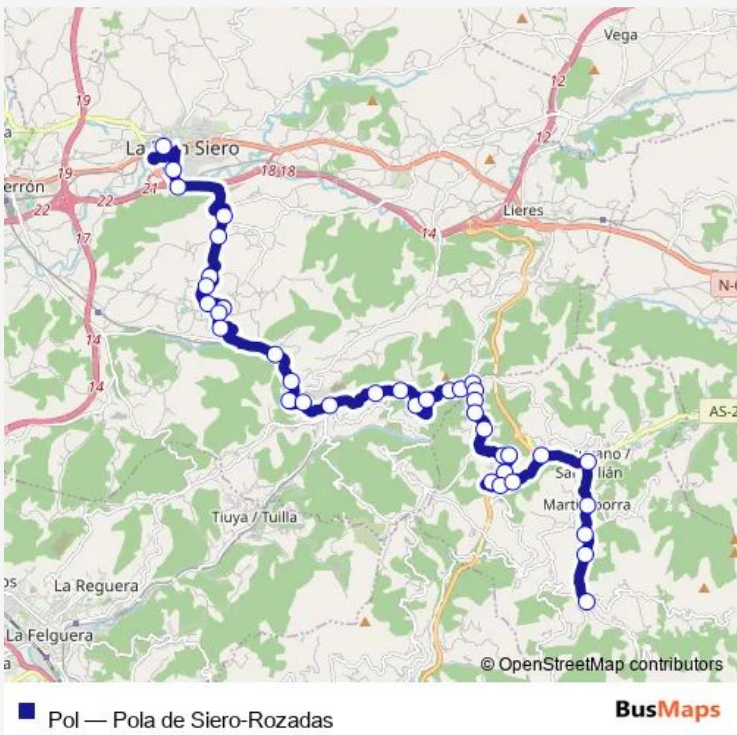 Vega
19
La
Siero
19
errón
22
22
21
18 18
12
12
17
14
Lieres
N-6
14
14
AS-2
ano /
Sa
lián
Mart
orra
Tiuya / Tuilla
os
La Reguera
La Felguera
a
© OpenStreetMap contributors
Pol — Pola de Siero-Rozadas
BusMaps